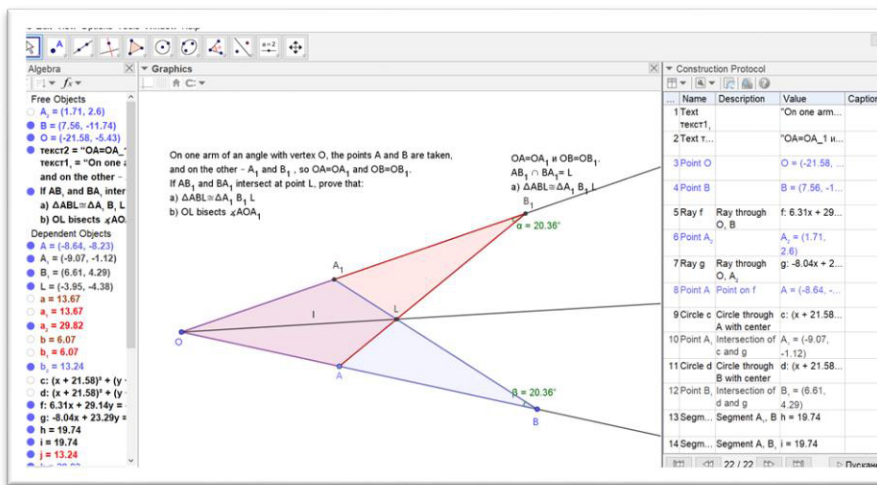 Algebra
Graphics
Construction Protocol
Free Objects
A₂ = (1.71, 2.6)
B = (7.56, -11.74)
O = (-21.58, -5.43)
текст2 = "OA=OA_1 и
текст1₁ = "On one a
and on the other −
If AB₁ and BA₁ inter
a) ΔABL≅ΔA₁ B₁ L
b) OL bisects ∡AO
Dependent Objects
A = (-8.64, -8.23)
A₁ = (-9.07, -1.12)
B₁ = (6.61, 4.29)
L = (-3.95, -4.38)
a = 13.67
a₁ = 13.67
a₂ = 29.82
b = 6.07
b₁ = 6.07
b₂ = 13.24
c: (x + 21.58)² + (y
d: (x + 21.58)² + (y
f: 6.31x + 29.14y =
g: -8.04x + 23.29y =
h = 19.74
i = 19.74
j = 13.24
On one arm of an angle with vertex O, the points A and B are taken,
and on the other − A₁ and B₁ , so OA=OA₁ and OB=OB₁.
If AB₁ and BA₁ intersect at point L, prove that:
a) ΔABL≅ΔA₁ B₁ L
b) OL bisects ∡AOA₁
OA=OA₁ и OB=OB₁.
AB₁ ∩ BA₁= L
a) ΔABL≅ΔA₁ B₁ L
B₁
α = 20.36°
A₁
l
L
O
A
β = 20.36°
B
... Name Description Value Caption
1 Text текст1₁ "On one arm...
2 Text т... "OA=OA_1 и...
3 Point O O = (-21.58, ...
4 Point B B = (7.56, -1...
5 Ray f Ray through O, B f: 6.31x + 29...
6 Point A₂ A₂ = (1.71, 2.6)
7 Ray g Ray through O, A₂ g: -8.04x + 2...
8 Point A Point on f A = (-8.64, -...
9 Circle c Circle through A with center c: (x + 21.58...
10 Point A₁ Intersection of c and g A₁ = (-9.07, -1.12)
11 Circle d Circle through B with center d: (x + 21.58...
12 Point B₁ Intersection of d and g B₁ = (6.61, 4.29)
13 Segm... Segment A₁, B h = 19.74
14 Segm... Segment A, B₁ i = 19.74
22 / 22